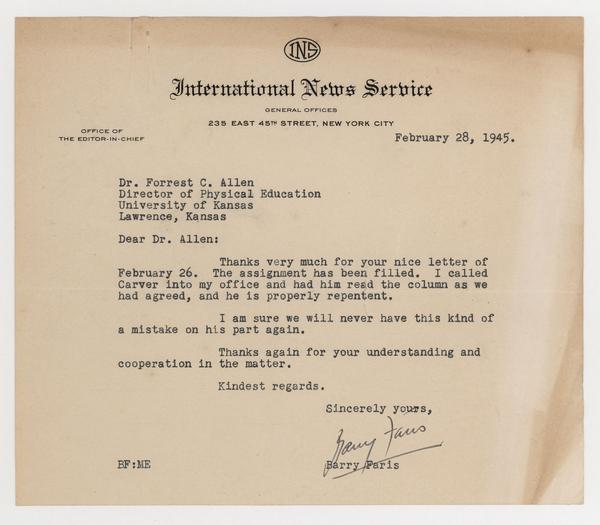 INS
International News Service
GENERAL OFFICES
235 EAST 45TH STREET, NEW YORK CITY
OFFICE OF
THE EDITOR-IN-CHIEF
February 28, 1945.
Dr. Forrest C. Allen
Director of Physical Education
University of Kansas
Lawrence, Kansas
Dear Dr. Allen:
Thanks very much for your nice letter of
February 26. The assignment has been filled. I called
Carver into my office and had him read the column as we
had agreed, and he is properly repentent.
I am sure we will never have this kind of
a mistake on his part again.
Thanks again for your understanding and
cooperation in the matter.
Kindest regards.
Sincerely yours,
Barry Faris
BF:ME
Barry Faris